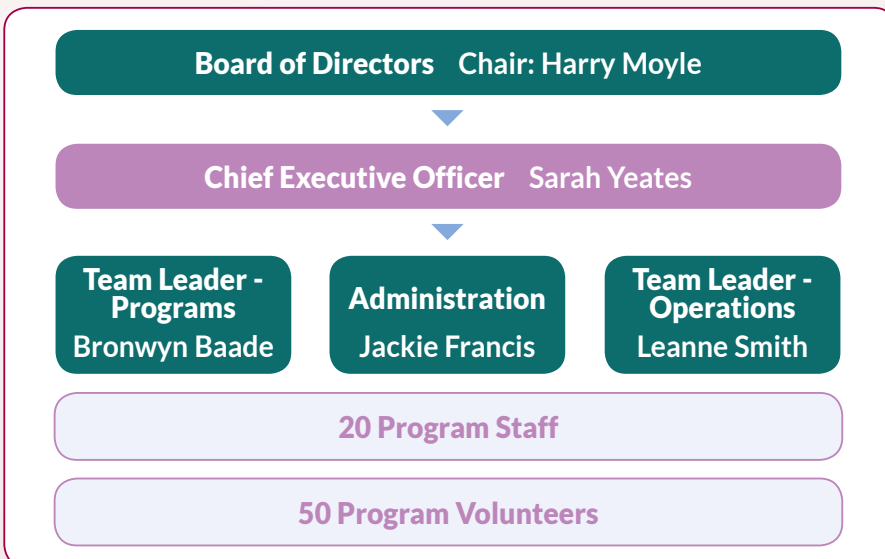 Board of Directors Chair: Harry Moyle
Chief Executive Officer Sarah Yeates
Team Leader -
Programs
Bronwyn Baade
Administration
Jackie Francis
Team Leader -
Operations
Leanne Smith
20 Program Staff
50 Program Volunteers